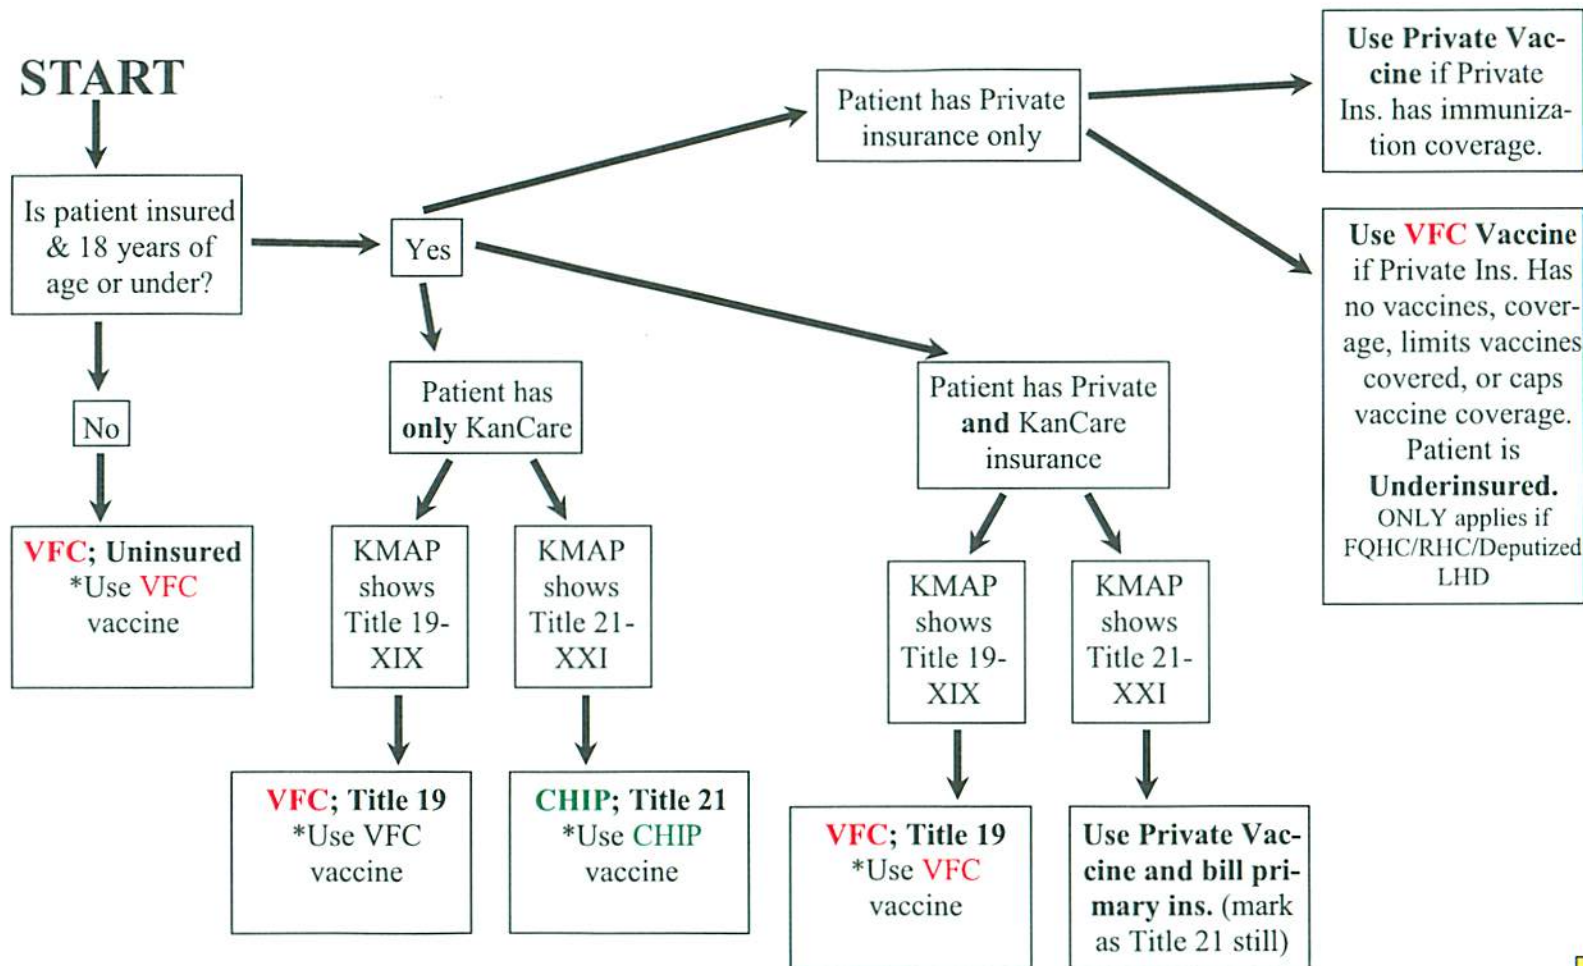 START
Is patient insured
& 18 years of
age or under?
No
VFC; Uninsured
*Use VFC
vaccine
Yes
Patient has Private
insurance only
Use Private Vac-
cine if Private
Ins. has immuniza-
tion coverage.
Use VFC Vaccine
if Private Ins. Has
no vaccines, cover-
age, limits vaccines
covered, or caps
vaccine coverage.
Patient is
Underinsured.
ONLY applies if
FQHC/RHC/Deputized
LHD
Patient has
only KanCare
KMAP
shows
Title 19-
XIX
KMAP
shows
Title 21-
XXI
VFC; Title 19
*Use VFC
vaccine
CHIP; Title 21
*Use CHIP
vaccine
Patient has Private
and KanCare
insurance
KMAP
shows
Title 19-
XIX
KMAP
shows
Title 21-
XXI
VFC; Title 19
*Use VFC
vaccine
Use Private Vac-
cine and bill pri-
mary ins. (mark
as Title 21 still)